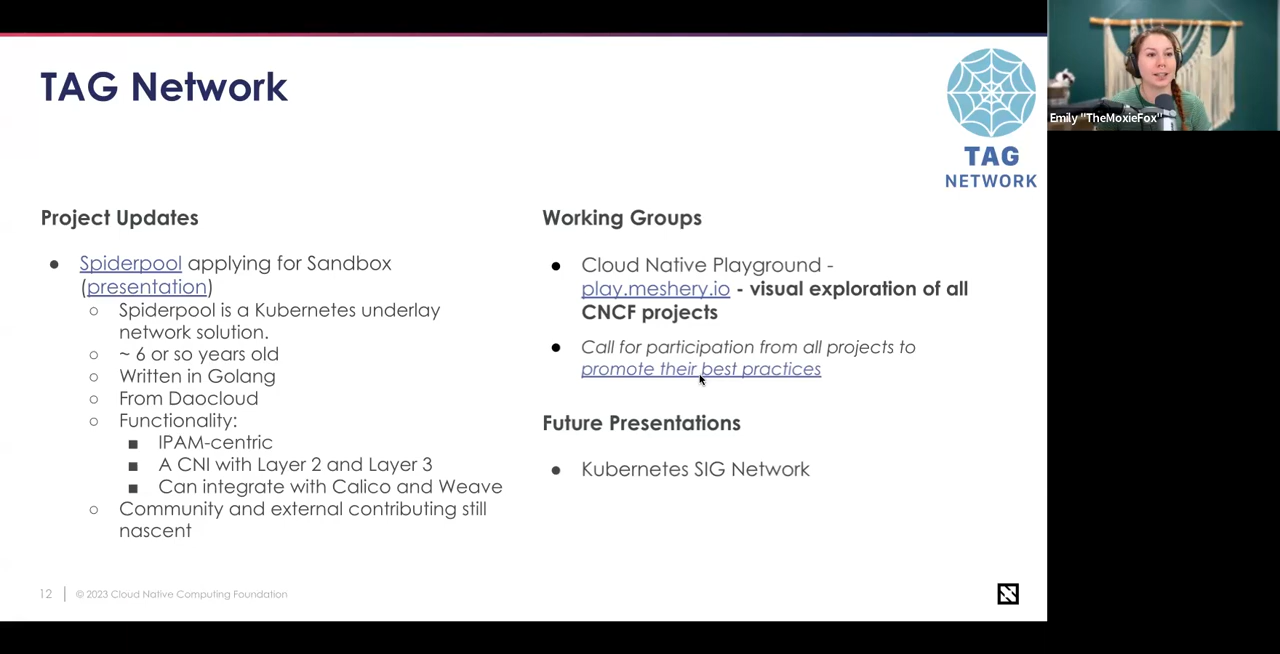 TAG Network
TAG
NETWORK
Emily "TheMoxieFox"
Project Updates
● Spiderpool applying for Sandbox
(presentation)
○ Spiderpool is a Kubernetes underlay
network solution.
○ ~ 6 or so years old
○ Written in Golang
○ From Daocloud
○ Functionality:
■ IPAM-centric
■ A CNI with Layer 2 and Layer 3
■ Can integrate with Calico and Weave
○ Community and external contributing still
nascent
Working Groups
● Cloud Native Playground -
play.meshery.io - visual exploration of all
CNCF projects
● Call for participation from all projects to
promote their best practices
Future Presentations
● Kubernetes SIG Network
12 | © 2023 Cloud Native Computing Foundation